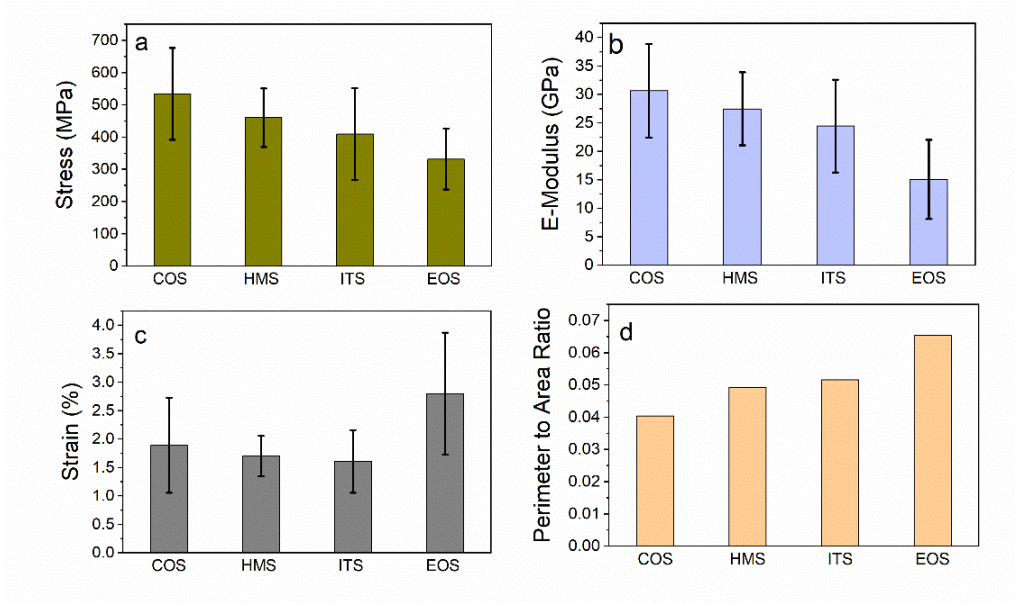 a
Stress (MPa)
700
600
500
400
300
200
100
0
COS HMS ITS EOS
b
E-Modulus (GPa)
40
35
30
25
20
15
10
5
0
COS HMS ITS EOS
c
Strain (%)
4.0
3.5
3.0
2.5
2.0
1.5
1.0
0.5
0.0
COS HMS ITS EOS
d
Perimeter to Area Ratio
0.07
0.06
0.05
0.04
0.03
0.02
0.01
0.00
COS HMS ITS EOS